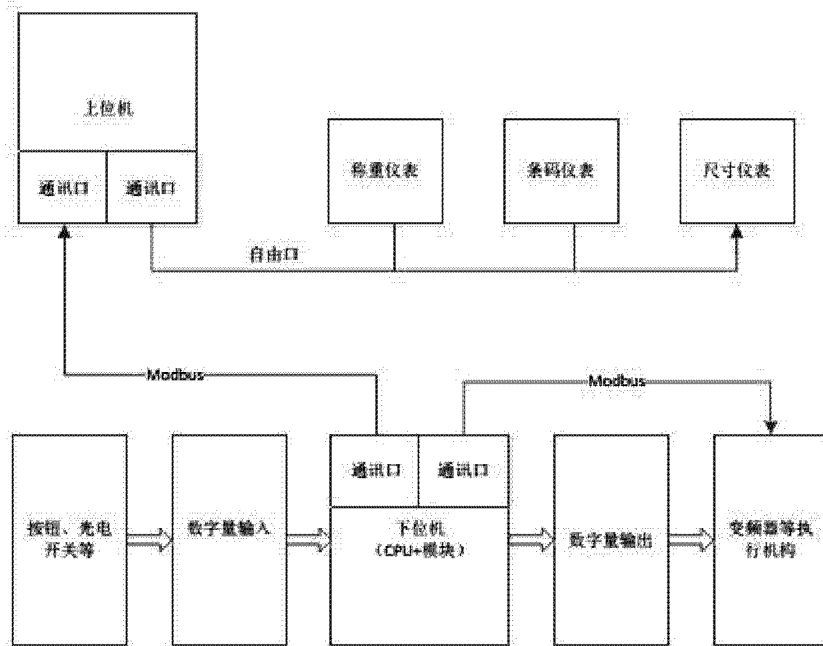 上位机
通讯口
通讯口
称重仪表
条码仪表
尺寸仪表
自由口
Modbus
Modbus
按钮、光电
开关等
数字量输入
通讯口
通讯口
下位机
（CPU+模块）
数字量输出
变频器等执
行机构